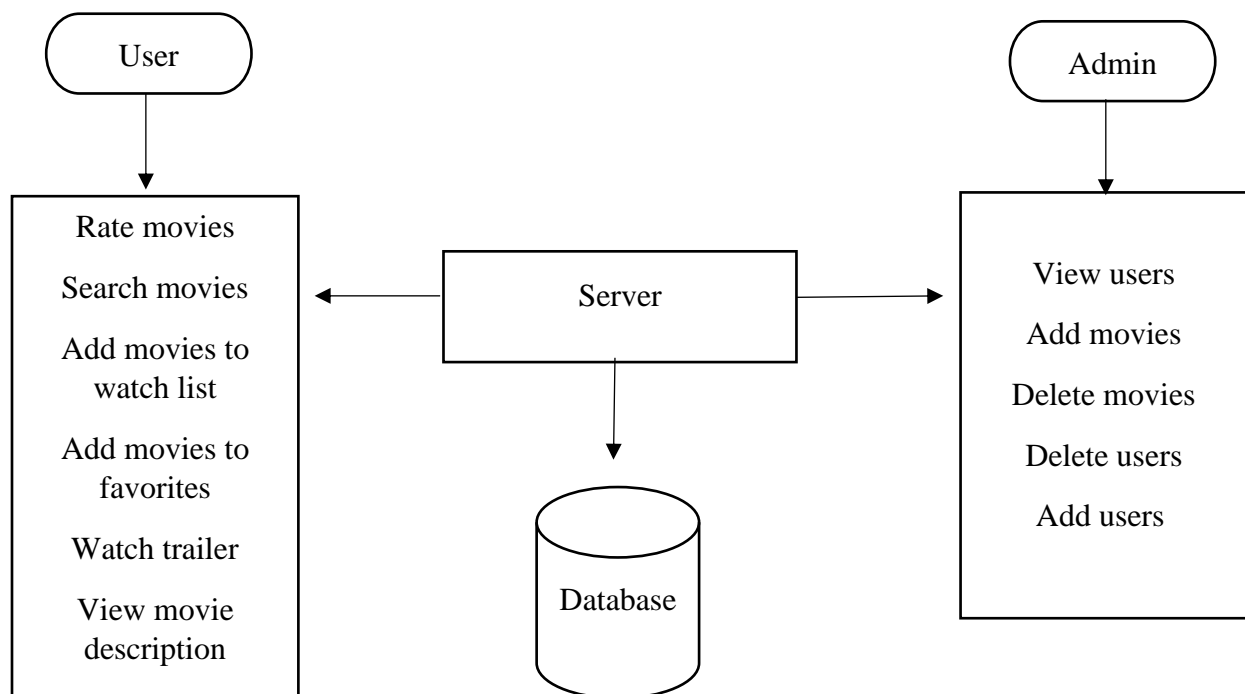 User
Admin
Rate movies
Search movies
Add movies to
watch list
Add movies to
favorites
Watch trailer
View movie
description
Server
Database
View users
Add movies
Delete movies
Delete users
Add users